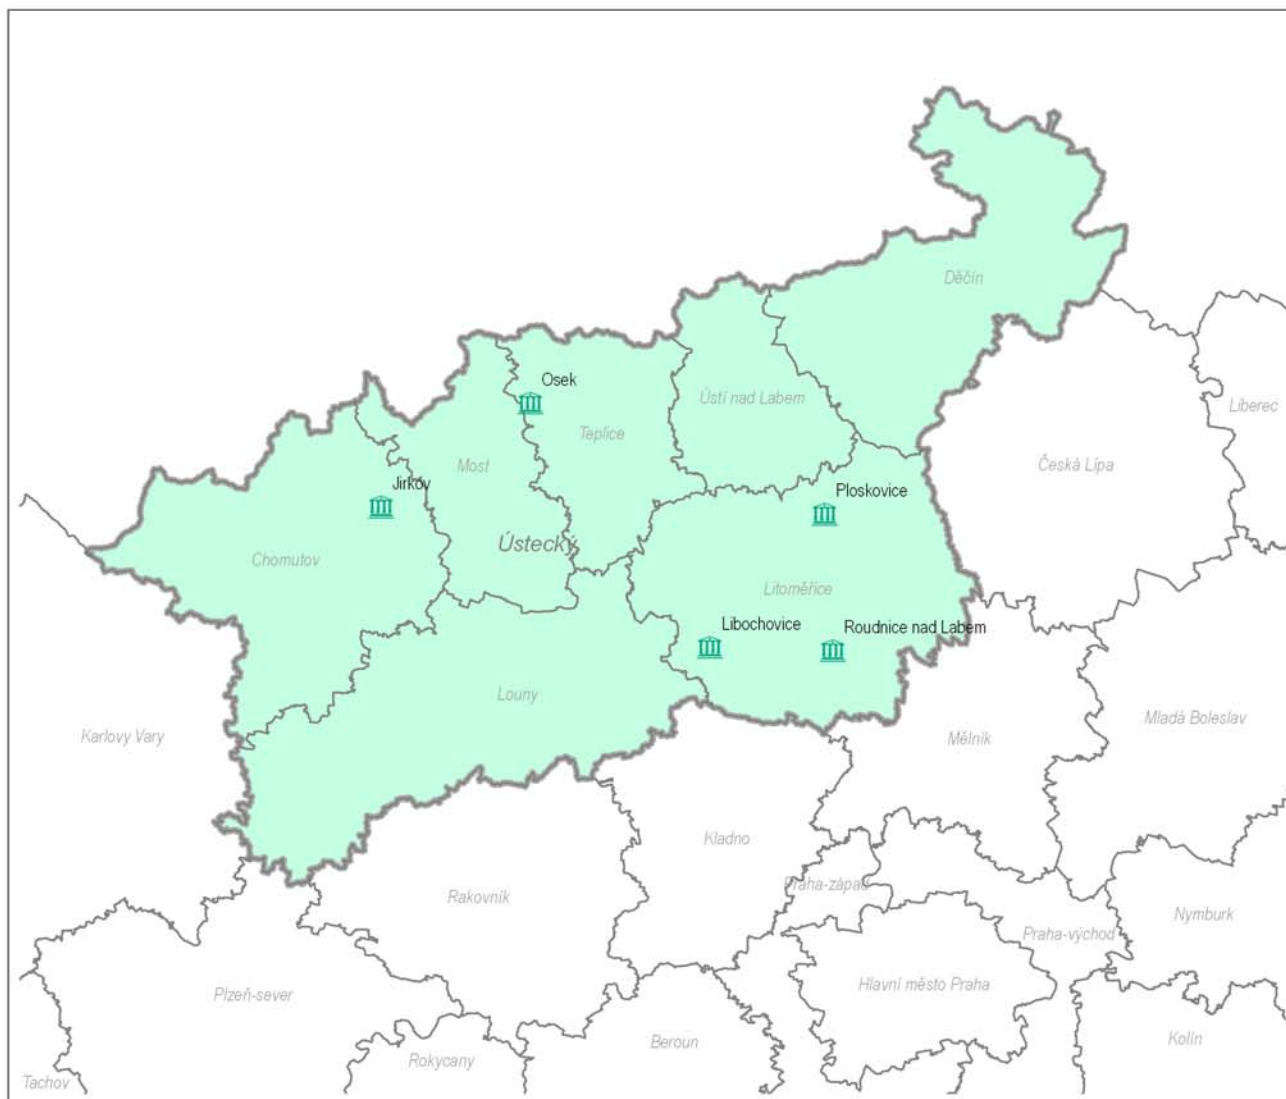 Děčín
Osek
Ústí nad Labem
Liberec
Teplice
Most
Česká Lípa
Jirkov
Ploskovice
Ústecký
Chomutov
Litoměřice
Libochovice
Roudnice nad Labem
Louny
Karlovy Vary
Mělník
Mladá Boleslav
Kladno
Praha-západ
Rakovník
Nymburk
Praha-východ
Plzeň-sever
Hlavní město Praha
Beroun
Kolín
Rokycany
Tachov